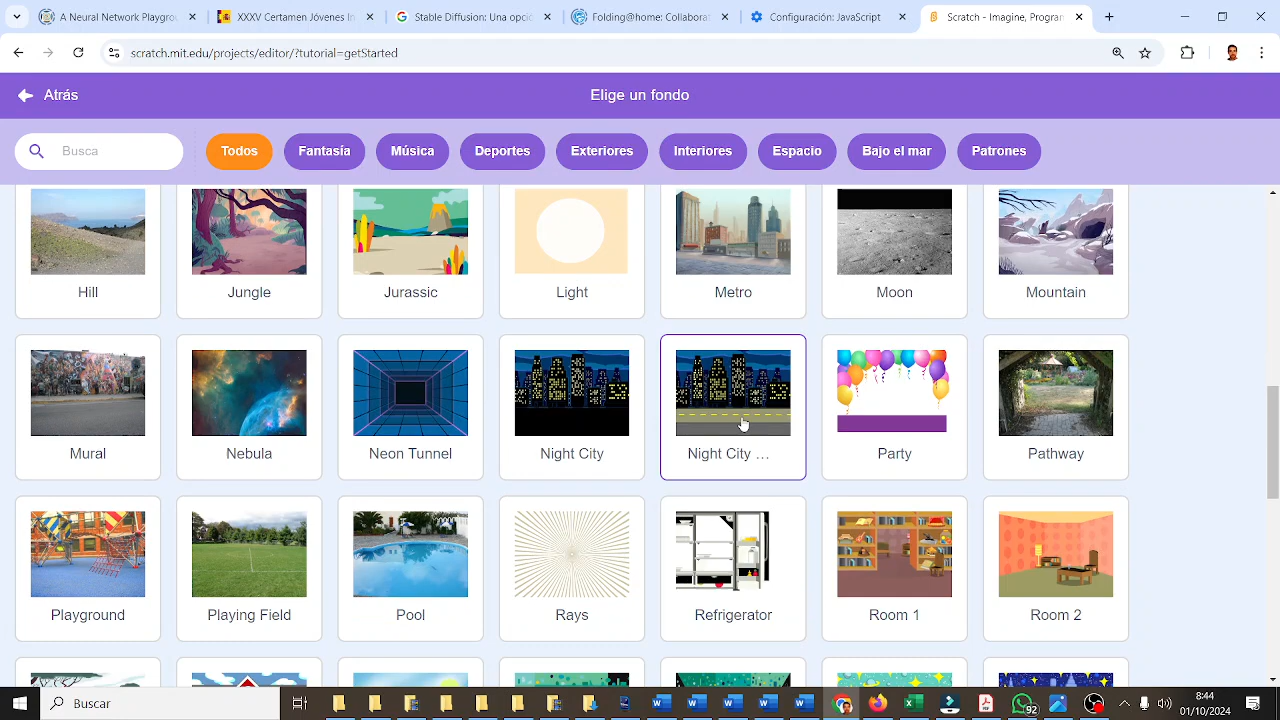 A Neural Network Playgro
XXXV Certamen Jóvenes In
Stable Diffusion: Una opció
Folding@home: Collabora
Configuración: JavaScript
Scratch - Imagine, Program
scratch.mit.edu/projects/editor/?tutorial=getStarted
Atrás
Elige un fondo
Busca
Todos
Fantasía
Música
Deportes
Exteriores
Interiores
Espacio
Bajo el mar
Patrones
Hill
Jungle
Jurassic
Light
Metro
Moon
Mountain
Mural
Nebula
Neon Tunnel
Night City
Night City ...
Party
Pathway
Playground
Playing Field
Pool
Rays
Refrigerator
Room 1
Room 2
Buscar
92
8:44
01/10/2024